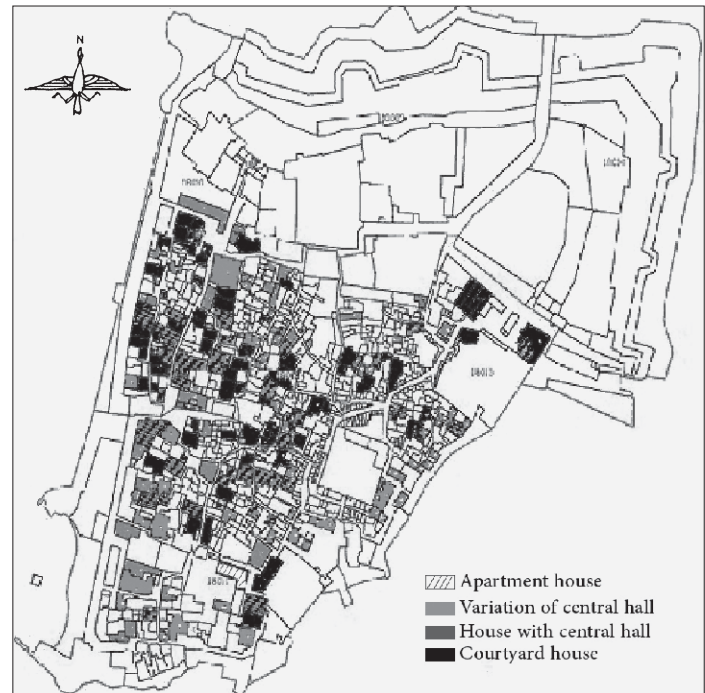 N
Apartment house
Variation of central hall
House with central hall
Courtyard house